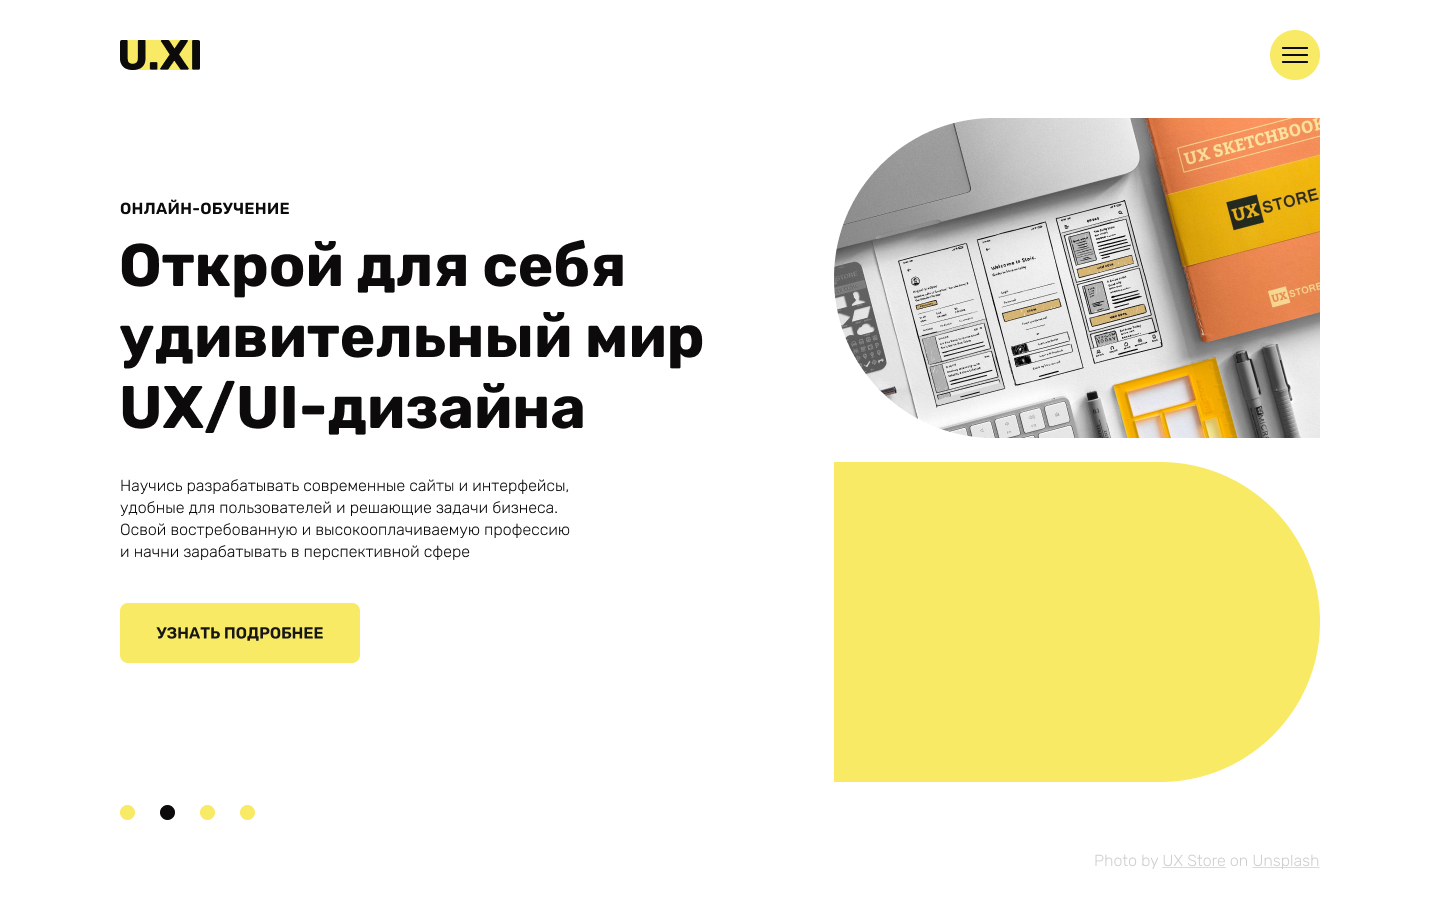 U.XI
ОНЛАЙН-ОБУЧЕНИЕ
Открой для себя
удивительный мир
UX/UI-дизайна
Научись разрабатывать современные сайты и интерфейсы,
удобные для пользователей и решающие задачи бизнеса.
Освой востребованную и высокооплачиваемую профессию
и начни зарабатывать в перспективной сфере
УЗНАТЬ ПОДРОБНЕЕ
UX SKETCHBOOK
UX STORE
UX STORE
Welcome to Store.
Photo by UX Store on Unsplash